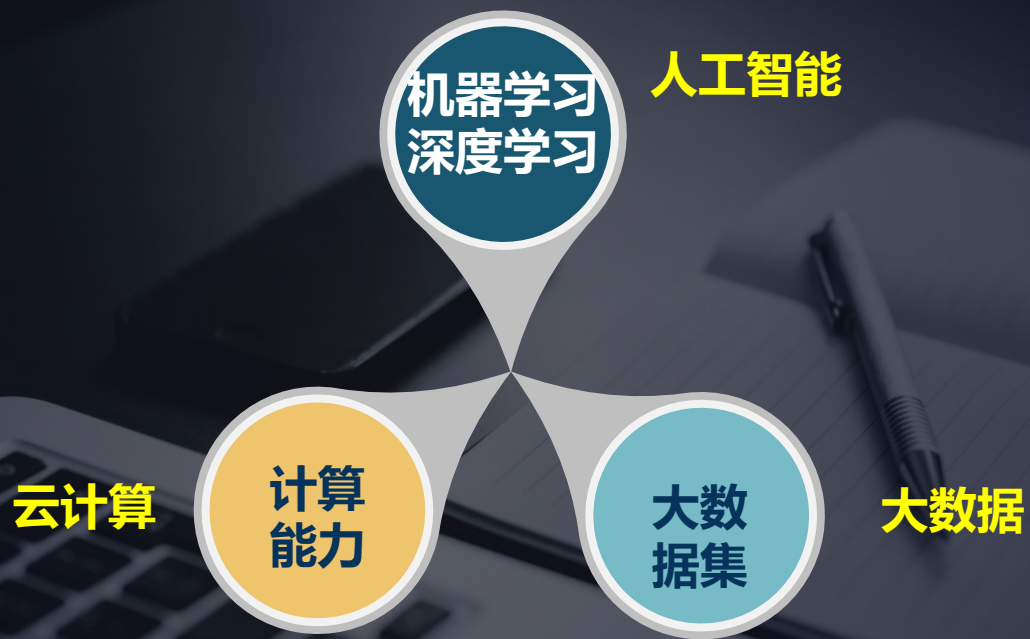 机器学习
深度学习
人工智能
云计算
计算
能力
大数
据集
大数据